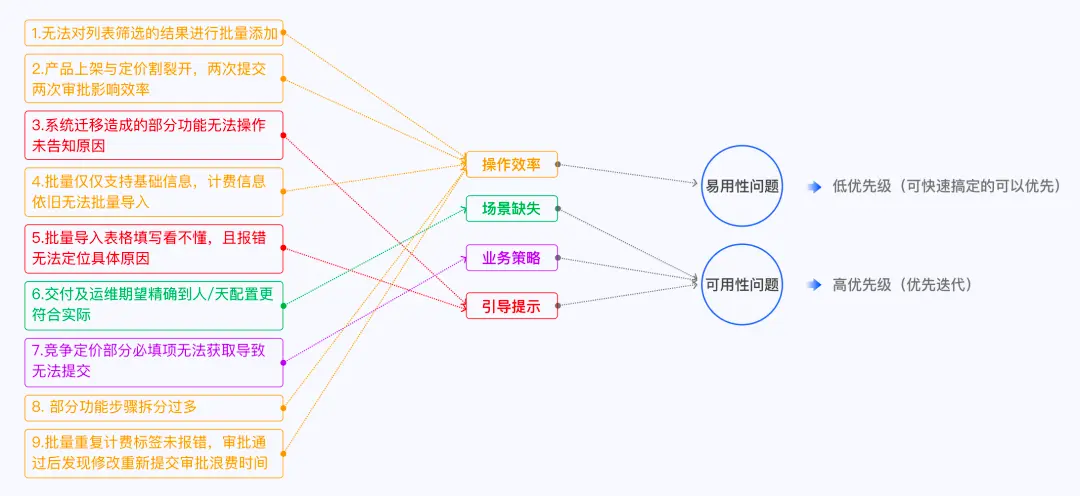 1.无法对列表筛选的结果进行批量添加
2.产品上架与定价割裂开，两次提交
两次审批影响效率
3.系统迁移造成的部分功能无法操作
未告知原因
4.批量仅仅支持基础信息，计费信息
依旧无法批量导入
5.批量导入表格填写看不懂，且报错
无法定位具体原因
6.交付及运维期望精确到人/天配置更
符合实际
7.竞争定价部分必填项无法获取导致
无法提交
8. 部分功能步骤拆分过多
9.批量重复计费标签未报错，审批通
过后发现修改重新提交审批浪费时间
操作效率
场景缺失
业务策略
引导提示
易用性问题
可用性问题
低优先级（可快速搞定的可以优先）
高优先级（优先迭代）